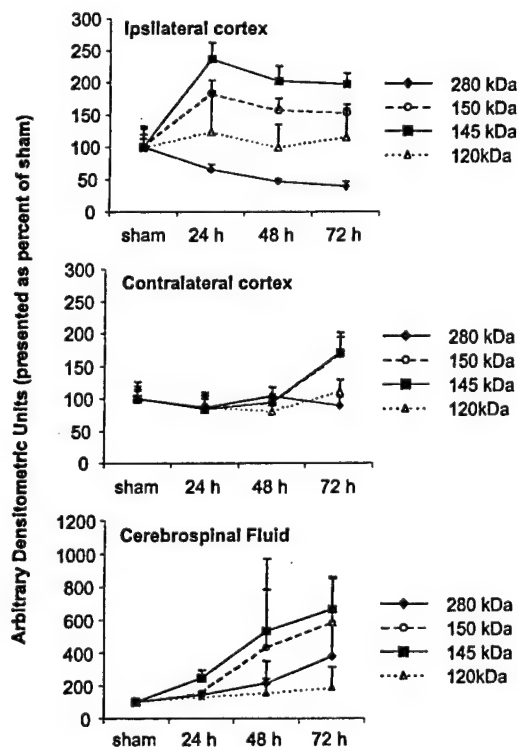 Arbitrary Densitometric Units (presented as percent of sham)
Ipsilateral cortex
300
250
200
150
100
50
0
sham 24 h 48 h 72 h
280 kDa
150 kDa
145 kDa
120kDa
Contralateral cortex
300
250
200
150
100
50
0
sham 24 h 48 h 72 h
280 kDa
150 kDa
145 kDa
120kDa
Cerebrospinal Fluid
1200
1000
800
600
400
200
0
sham 24 h 48 h 72 h
280 kDa
150 kDa
145 kDa
120kDa